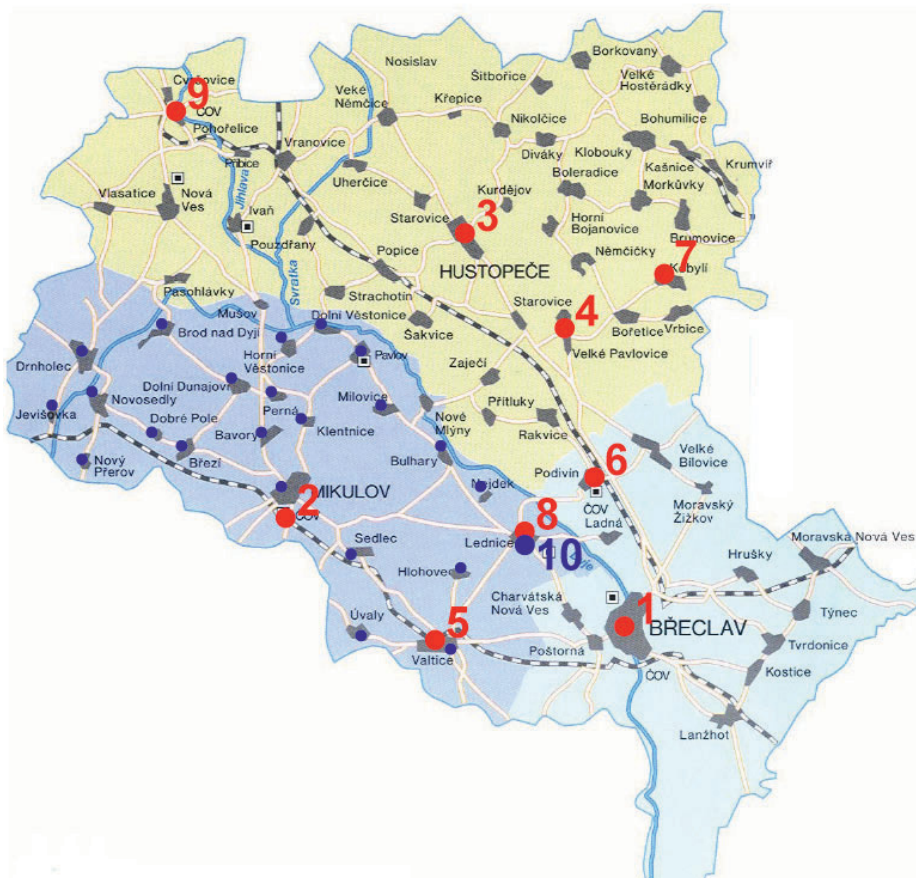 Nosislav
Borkovany
Šitbořice
Velké
Hostěrádky
Veké
Němčice
Křepice
9
ČOV
Pohořelice
Nikolčice
Bohumilice
Vranovice
Diváky
Klobouky
Přibice
Kašnice
Krumvíř
Uherčice
Boleradice
Kurdějov
Morkůvky
Vlasatice
Nová
Ves
Jihlava
Starovice
3
Ivaň
Horní
Bojanovice
Pouzdřany
Brumovice
Popice
Němčičky
7
HUSTOPEČE
Kobylí
Svratka
Pasohlávky
Strachotín
Starovice
Mušov
4
Dolní Věstonice
Šakvice
Bořetice
Vrbice
Brod nad Dyjí
Velké Pavlovice
Horní
Věstonice
Pavlov
Zaječí
Drnholec
Dolní Dunajov
Novosedly
Milovice
Perná
Přítluky
Jevišovka
Dobré Pole
Nové
Mlýny
Bavory
Klentnice
Rakvice
Velké
Bílovice
Březí
Bulhary
Nový
Přerov
Podivín
6
Nejdek
MIKULOV
2
ČOV
ČOV
Ladná
Moravský
Žižkov
8
Sedlec
Lednice
10
Moravská Nová Ves
Hrušky
Hlohovec
Charvátská
Nová Ves
Úvaly
5
1
BŘECLAV
Týnec
Valtice
Poštorná
Tvrdonice
ČOV
Kostice
Lanžhot